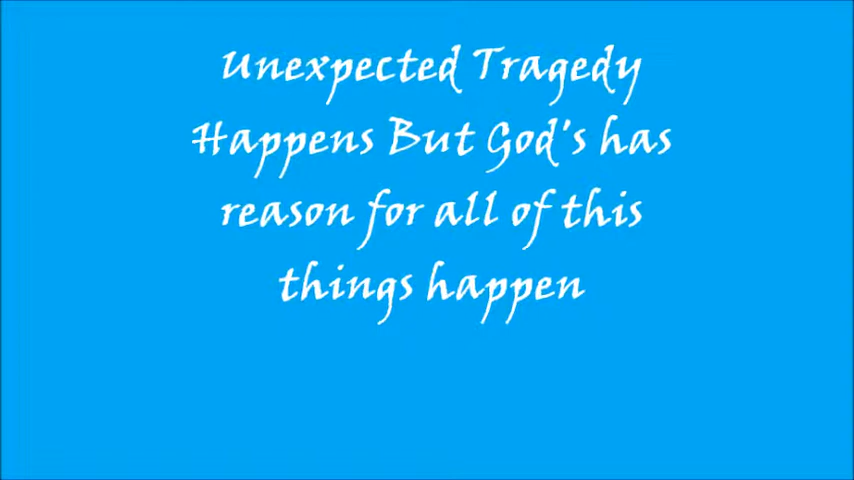 Unexpected Tragedy
Happens But God's has
reason for all of this
things happen